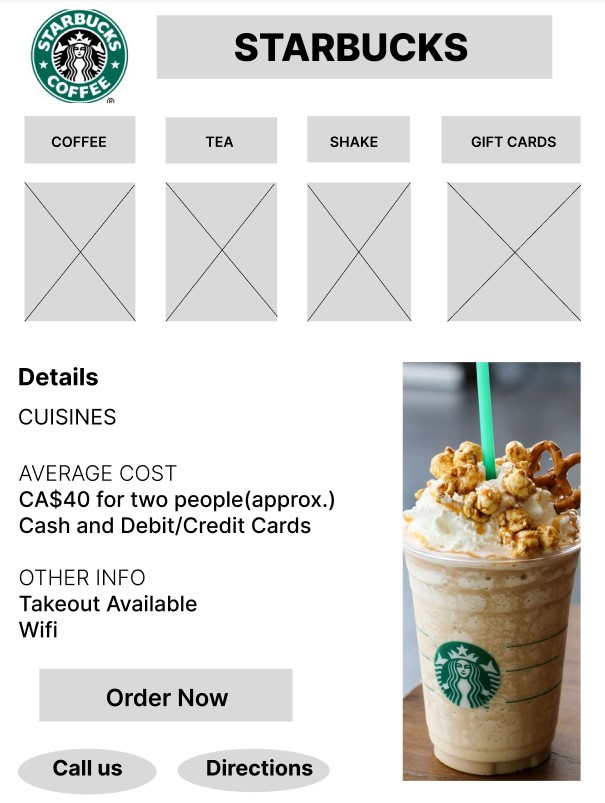 STARBUCKS
COFFEE
®
STARBUCKS
COFFEE
TEA
SHAKE
GIFT CARDS
Details
CUISINES
AVERAGE COST
CA$40 for two people(approx.)
Cash and Debit/Credit Cards
OTHER INFO
Takeout Available
Wifi
Order Now
Call us
Directions